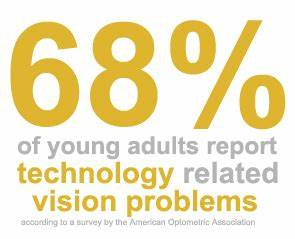 68%
of young adults report
technology related
vision problems
according to a survey by the American Optometric Association